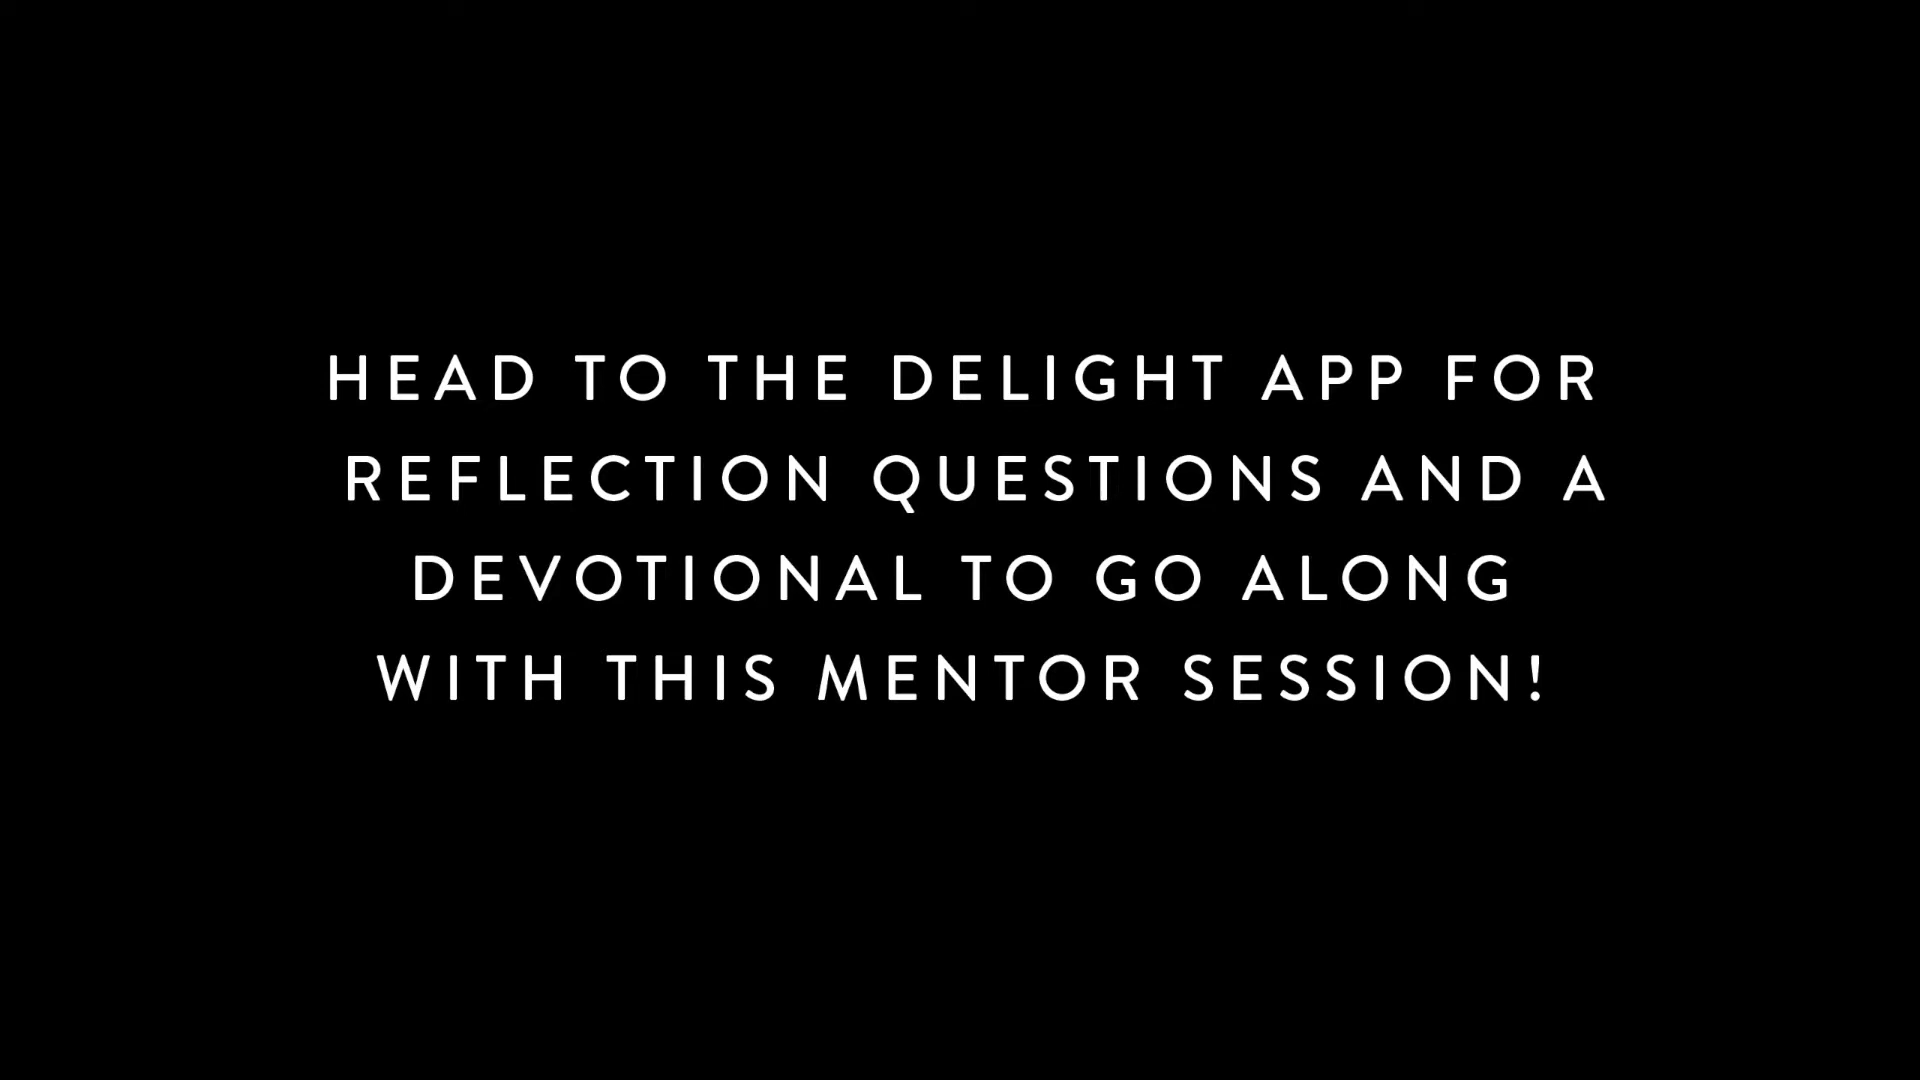 HEAD TO THE DELIGHT APP FOR
REFLECTION QUESTIONS AND A
DEVOTIONAL TO GO ALONG
WITH THIS MENTOR SESSION!